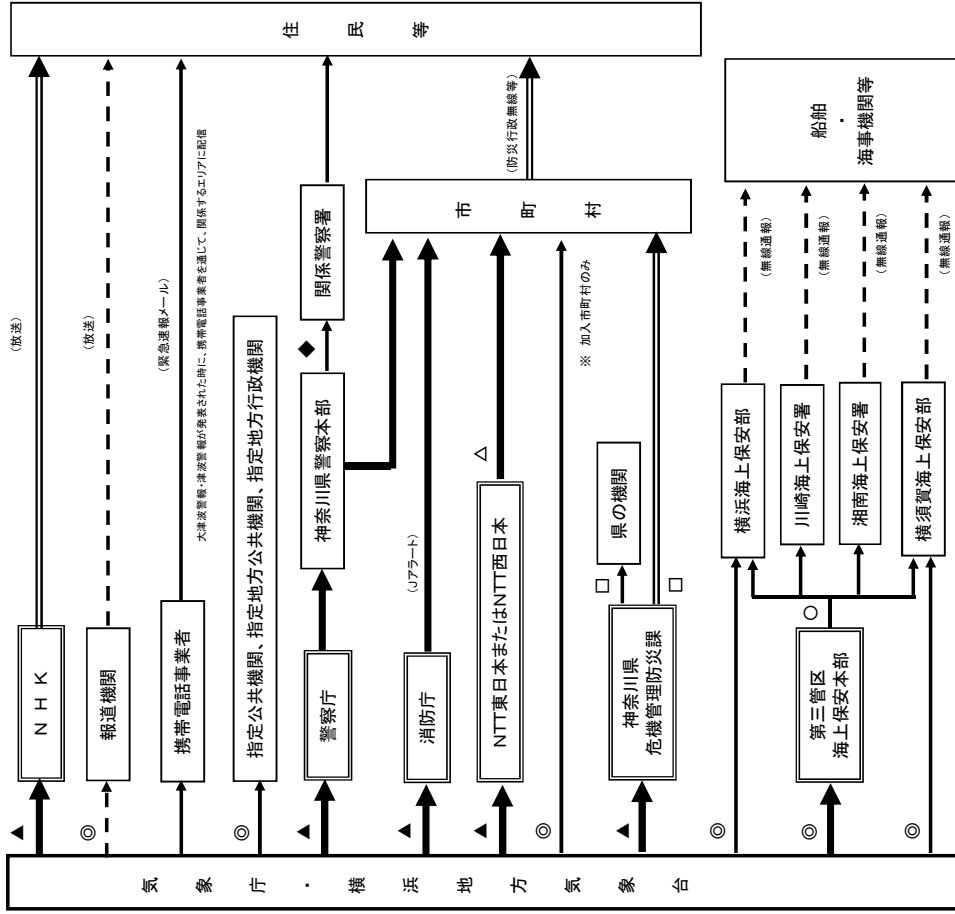 気象庁・横浜地方気象台
▲
◎
◎
▲
▲
▲
◎
▲
◎
◎
◎
NHK
報道機関
携帯電話事業者
指定公共機関、指定地方公共機関、指定地方行政機関
警察庁
消防庁
NTT東日本またはNTT西日本
神奈川県
危機管理防災課
第三管区
海上保安本部
(放送)
(放送)
(緊急速報メール)
大津波警報・津波警報が発表された時に、携帯電話事業者を通じて、関係するエリアに配信
神奈川県警察本部
◆
関係警察署
(Jアラート)
△
※ 加入市町村のみ
□
県の機関
□
○
横浜海上保安部
川崎海上保安署
湘南海上保安署
横須賀海上保安部
市町村
(防災行政無線等)
(無線通報)
(無線通報)
(無線通報)
(無線通報)
住民等
船舶
・
海事機関等